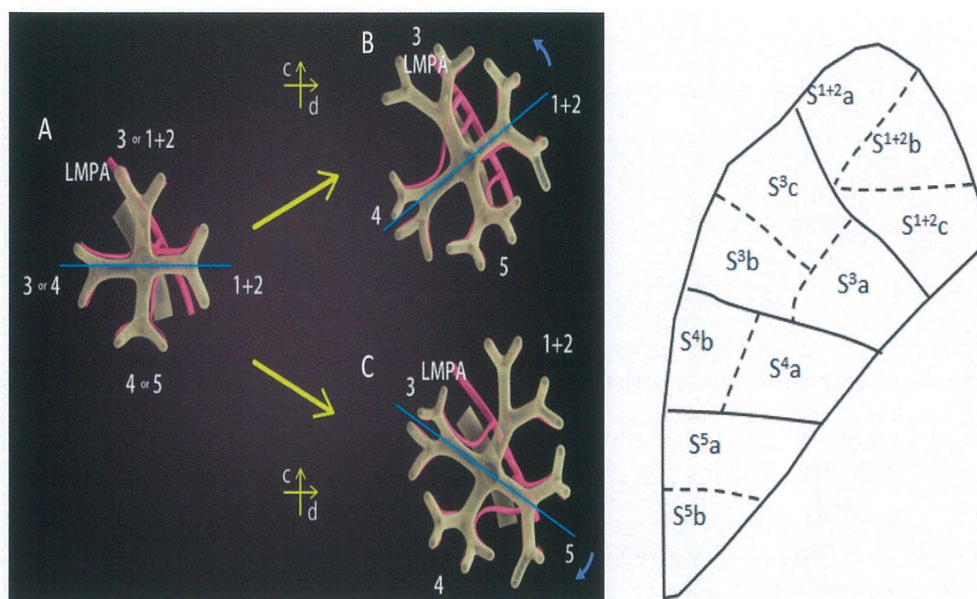 A
3 or 1+2
LMPA
3 or 4
1+2
4 or 5
c
d
B
3
LMPA
1+2
4
5
c
d
C
1+2
LMPA
3
5
4
S1+2a
S1+2b
S1+2c
S3c
S3b
S3a
S4b
S4a
S5a
S5b